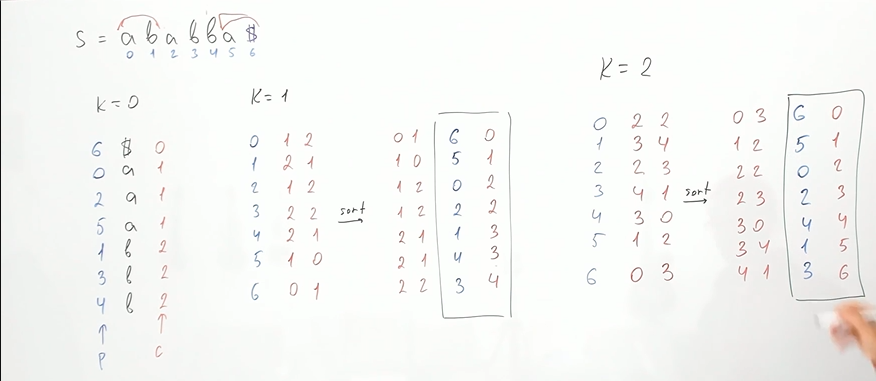 S = a b a b b a $
0 1 2 3 4 5 6
K=0
6 $ 0
0 a 1
2 a 1
5 a 1
1 b 2
3 b 2
4 b 2
↑ ↑
P C
K=1
0 1 2
1 2 1
2 1 2
3 2 2
4 2 1
5 1 0
6 0 1
sort →
0 1 6 0
1 0 5 1
1 2 0 2
1 2 2 2
2 1 1 3
2 1 4 3
2 2 3 4
K=2
0 2 2
1 3 4
2 2 3
3 4 1
4 3 0
5 1 2
6 0 3
sort →
0 3 6 0
1 2 5 1
2 2 0 2
2 3 2 3
3 0 4 4
3 4 1 5
4 1 3 6